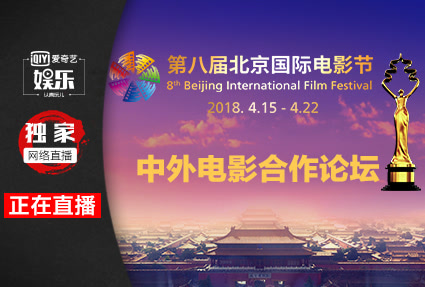 QIY 爱奇艺
娱乐
独家
网络直播
正在直播
第八届北京国际电影节
8th Beijing International Film Festival
2018. 4.15 - 4.22
中外电影合作论坛